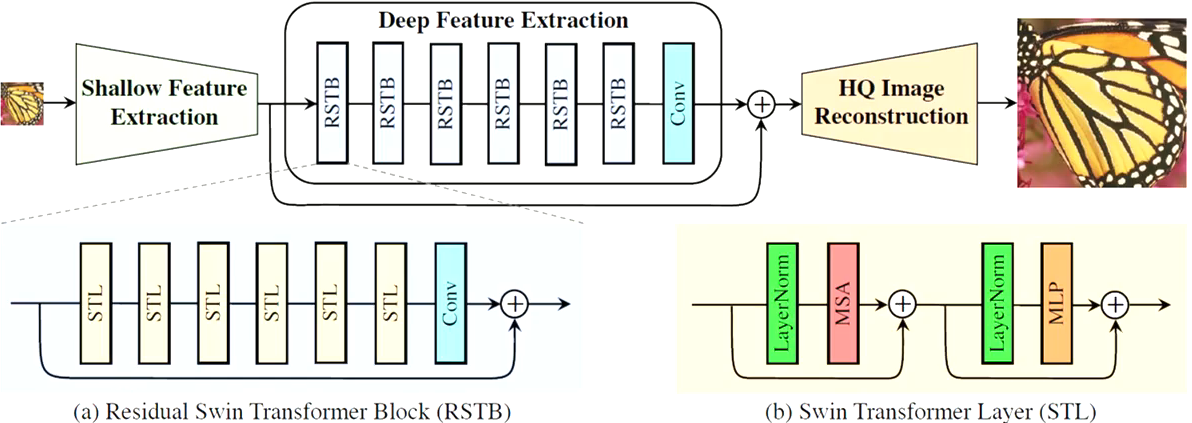 Deep Feature Extraction
Shallow Feature
Extraction
RSTB
RSTB
RSTB
RSTB
RSTB
RSTB
Conv
+
HQ Image
Reconstruction
STL
STL
STL
STL
STL
STL
Conv
+
(a) Residual Swin Transformer Block (RSTB)
LayerNorm
MSA
+
LayerNorm
MLP
+
(b) Swin Transformer Layer (STL)